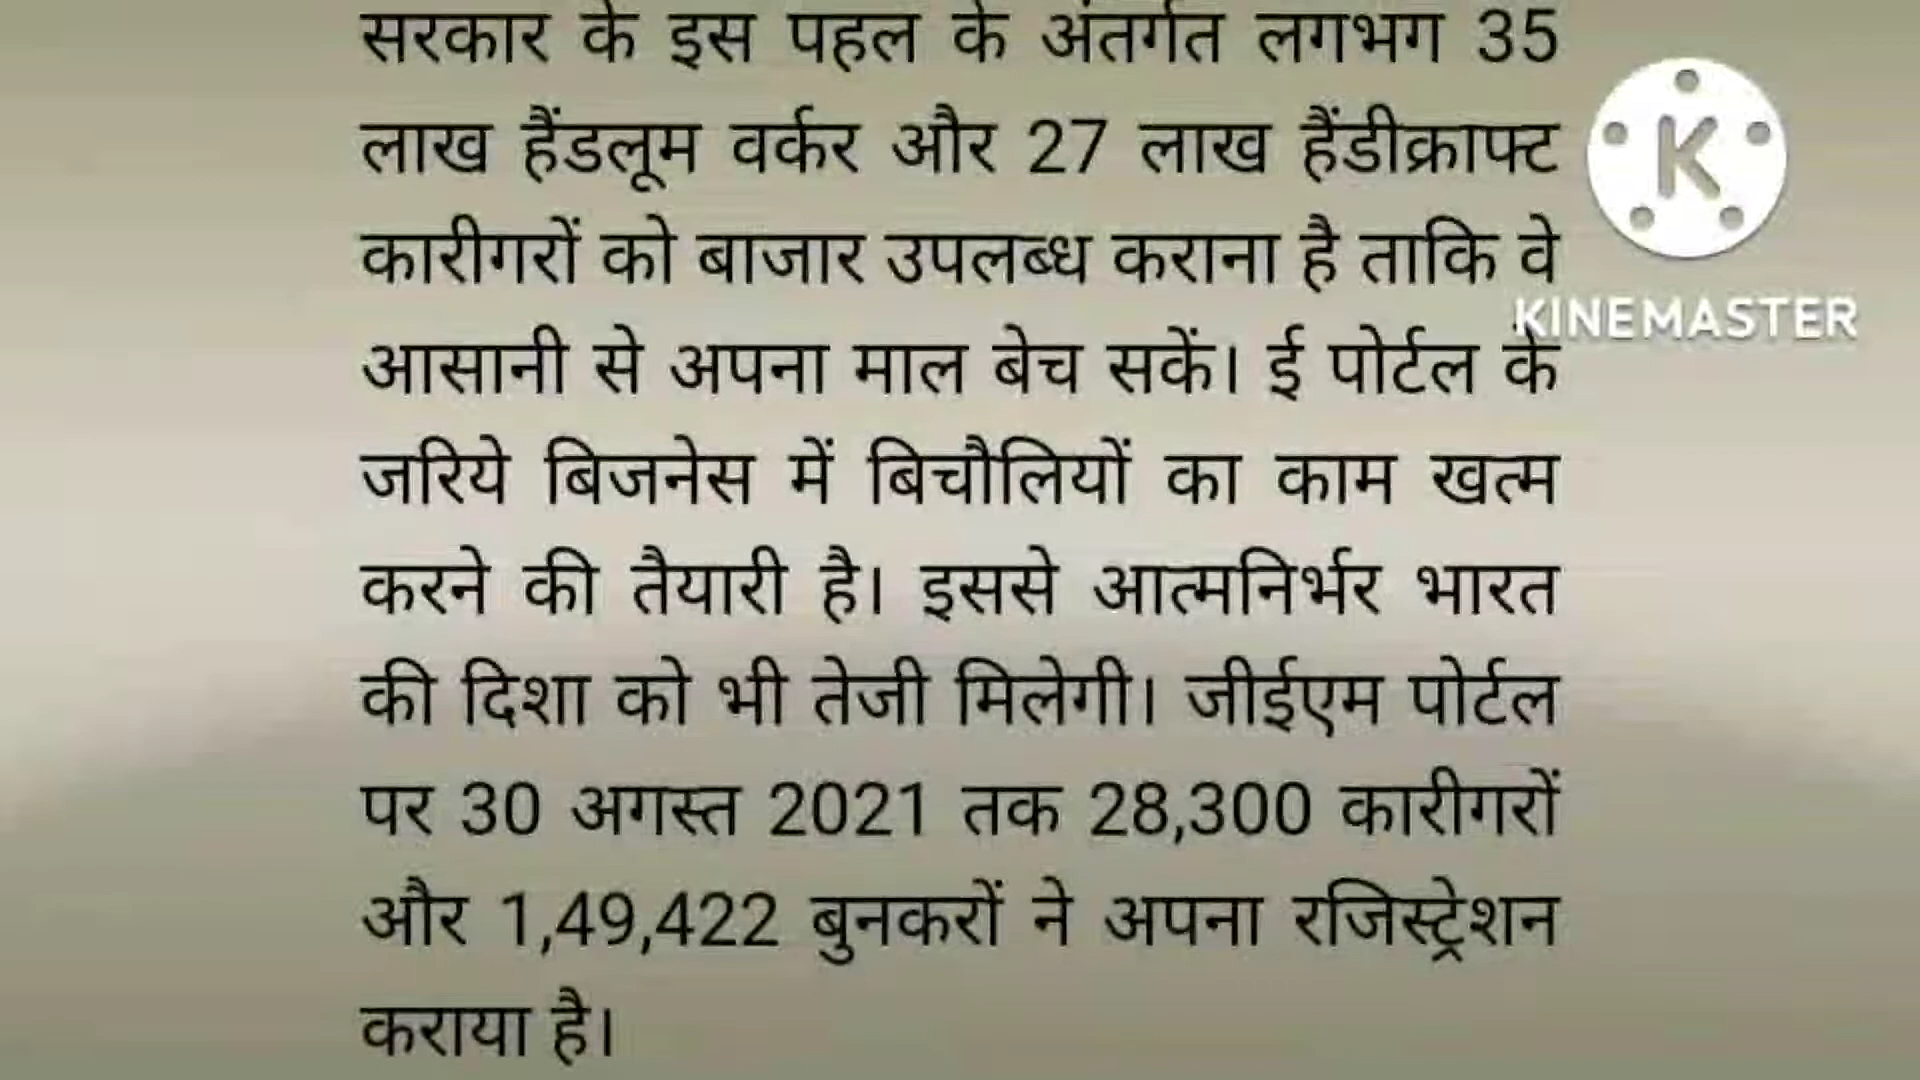 सरकार के इस पहल के अंतर्गत लगभग 35
लाख हैंडलूम वर्कर और 27 लाख हैंडीक्राफ्ट
कारीगरों को बाजार उपलब्ध कराना है ताकि वे
आसानी से अपना माल बेच सकें। ई पोर्टल के
जरिये बिजनेस में बिचौलियों का काम खत्म
करने की तैयारी है। इससे आत्मनिर्भर भारत
की दिशा को भी तेजी मिलेगी। जीईएम पोर्टल
पर 30 अगस्त 2021 तक 28,300 कारीगरों
और 1,49,422 बुनकरों ने अपना रजिस्ट्रेशन
कराया है।
K
KINEMASTER